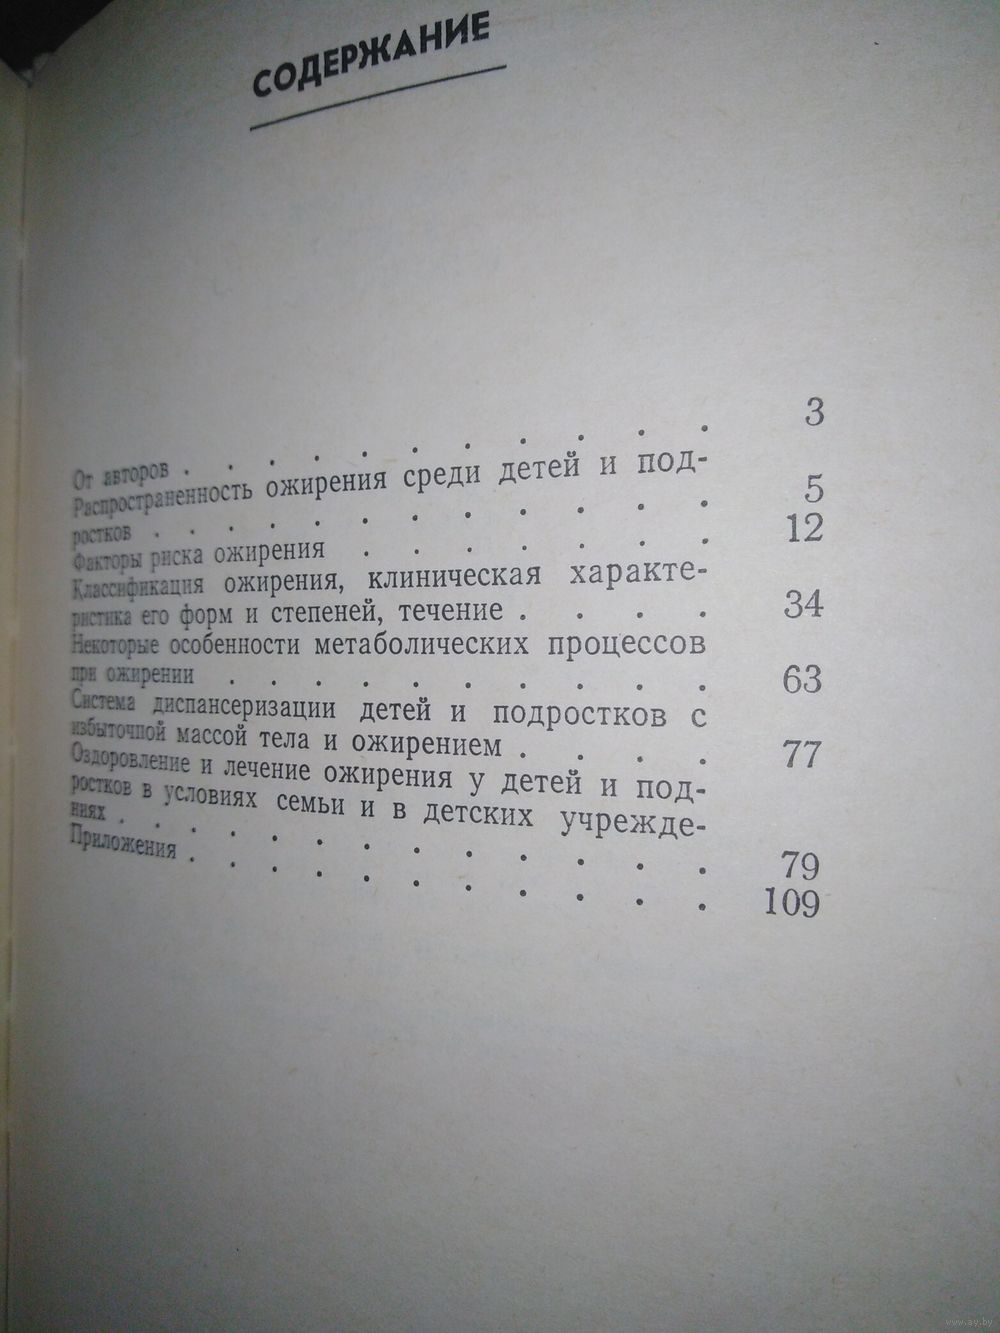 СОДЕРЖАНИЕ
От авторов . . . . . . . . . . 3
Распространенность ожирения среди детей и под-
ростков . . . . . . . . . . 5
Факторы риска ожирения . . . . . . . 12
Классификация ожирения, клиническая характе-
ристика его форм и степеней, течение . . . . 34
Некоторые особенности метаболических процессов
при ожирении . . . . . . . . . 63
Система диспансеризации детей и подростков с
избыточной массой тела и ожирением . . . . 77
Оздоровление и лечение ожирения у детей и под-
ростков в условиях семьи и в детских учрежде-
ниях . . . . . . . . . . . 79
Приложения . . . . . . . . . . 109
www.ay.by